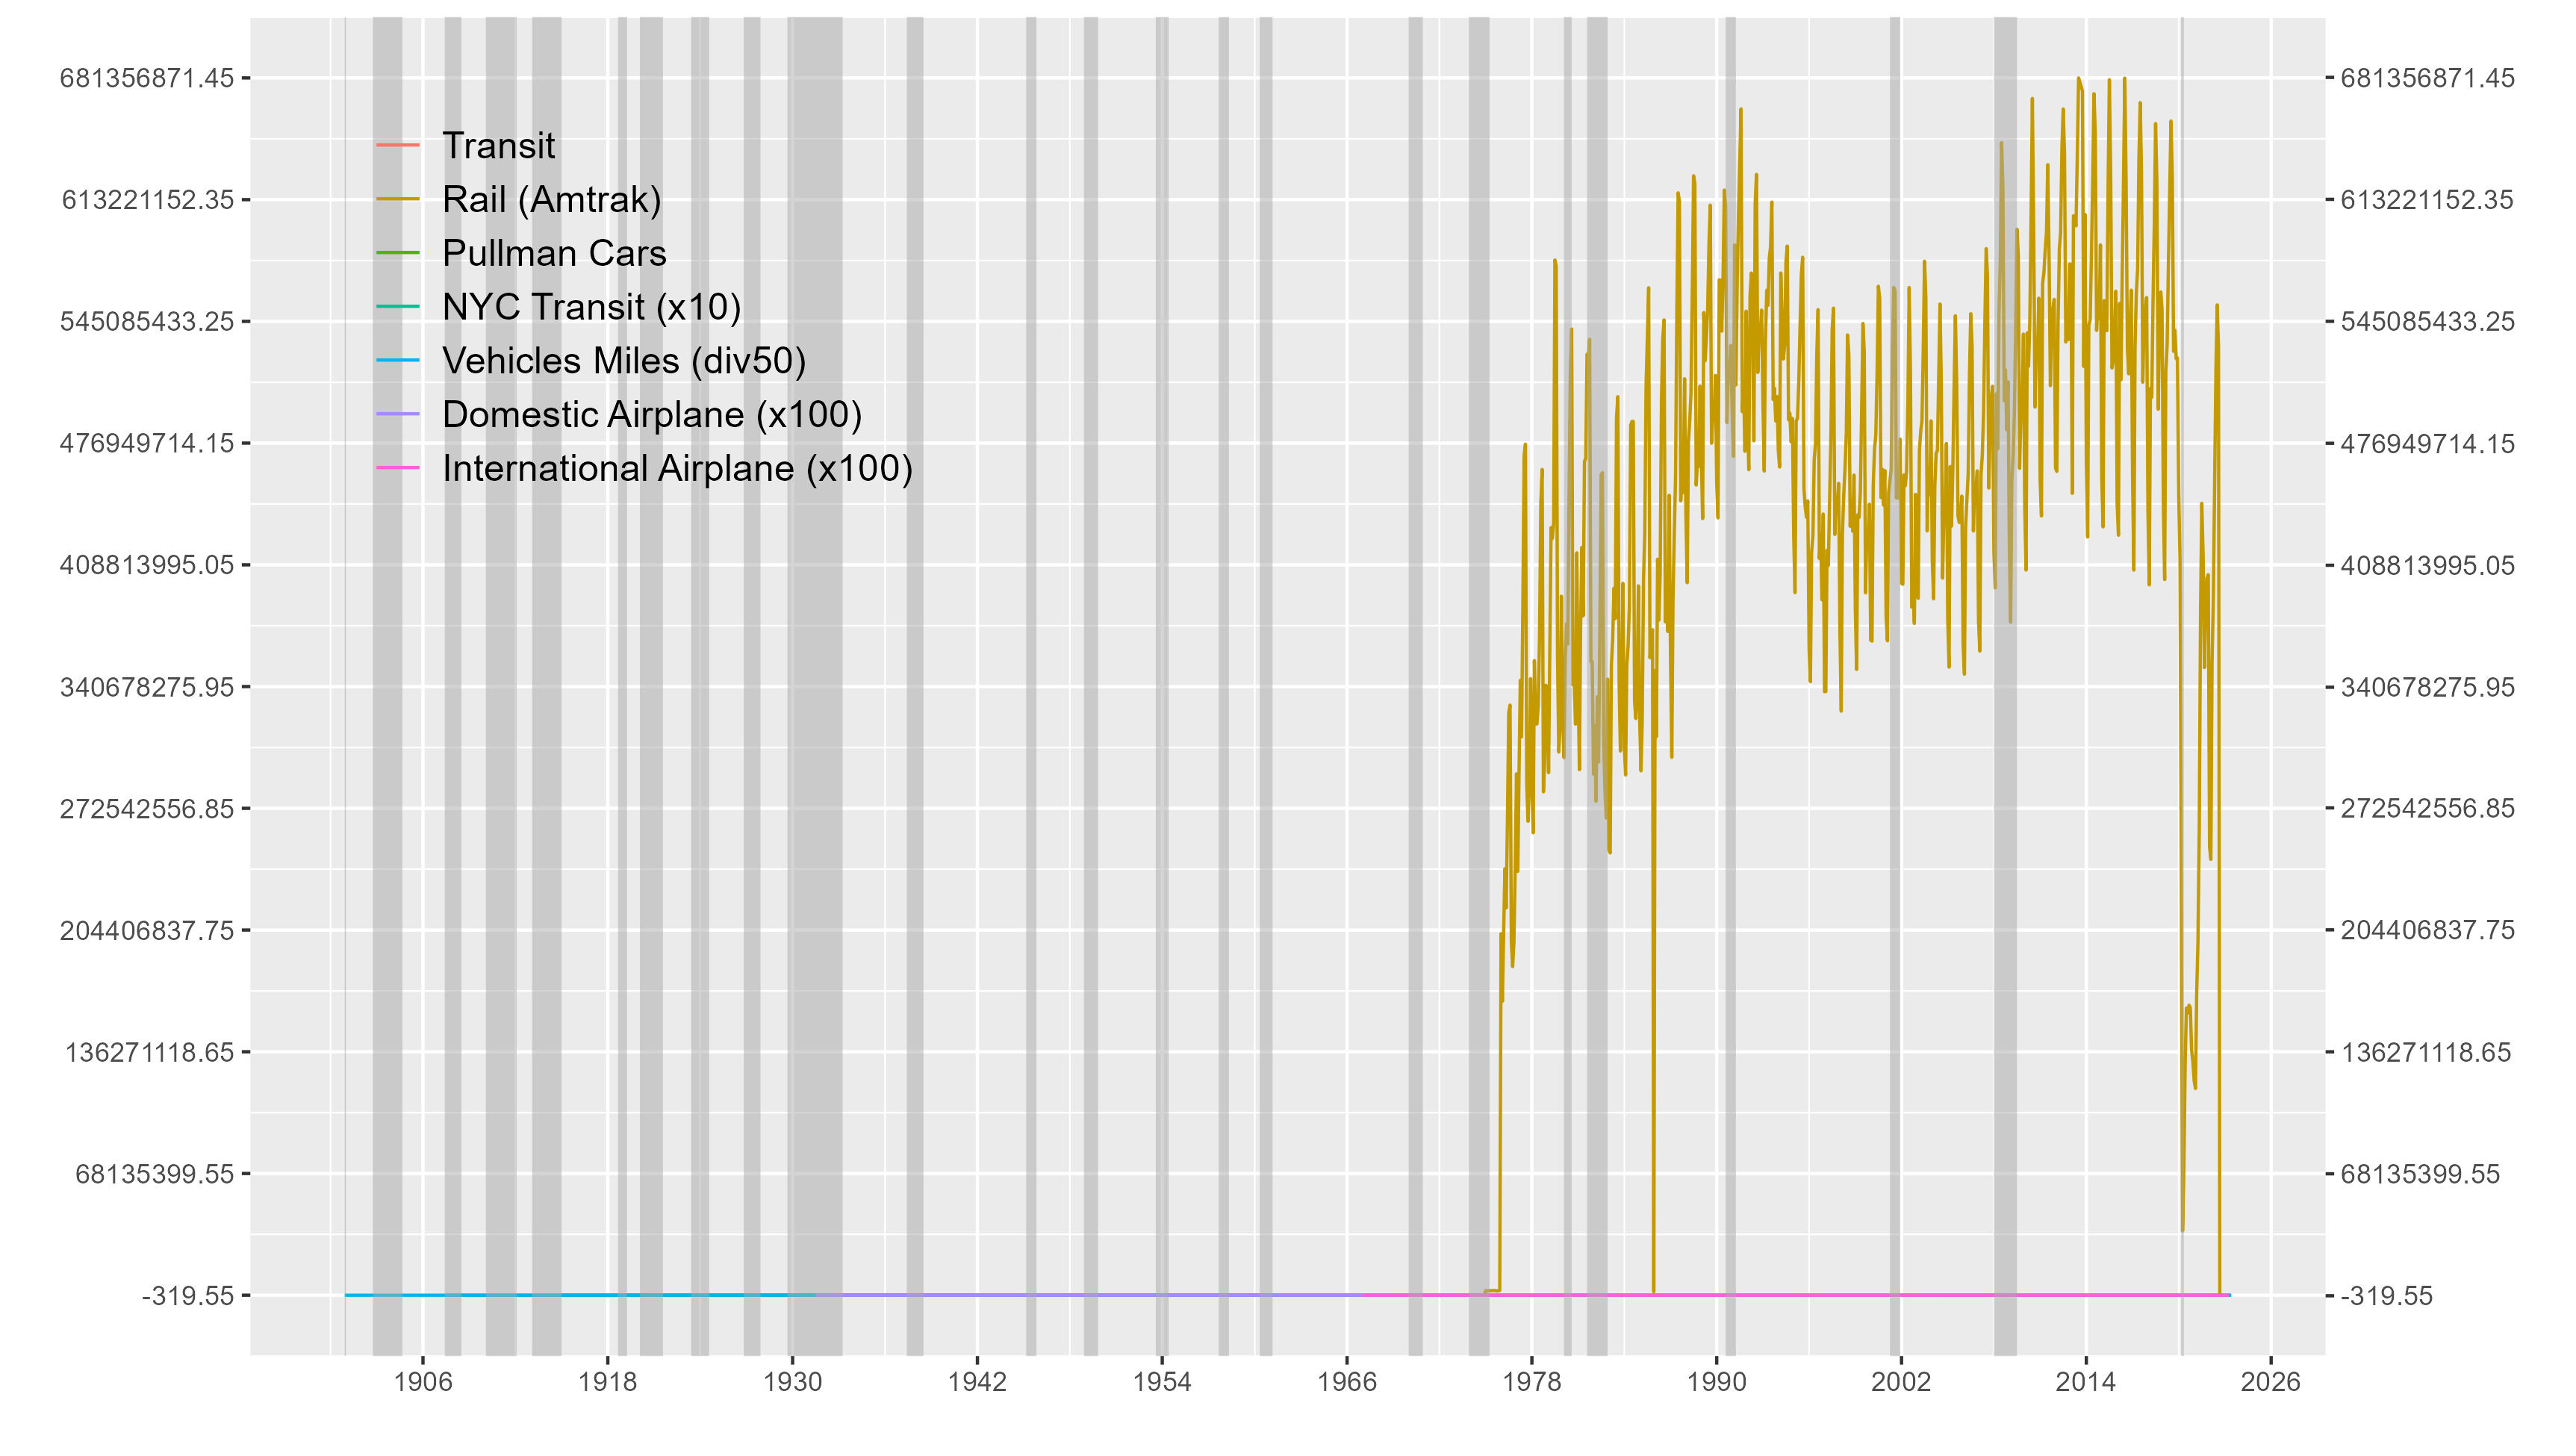 681356871.45
613221152.35
545085433.25
476949714.15
408813995.05
340678275.95
272542556.85
204406837.75
136271118.65
68135399.55
-319.55
Transit
Rail (Amtrak)
Pullman Cars
NYC Transit (x10)
Vehicles Miles (div50)
Domestic Airplane (x100)
International Airplane (x100)
681356871.45
613221152.35
545085433.25
476949714.15
408813995.05
340678275.95
272542556.85
204406837.75
136271118.65
68135399.55
-319.55
1906 1918 1930 1942 1954 1966 1978 1990 2002 2014 2026